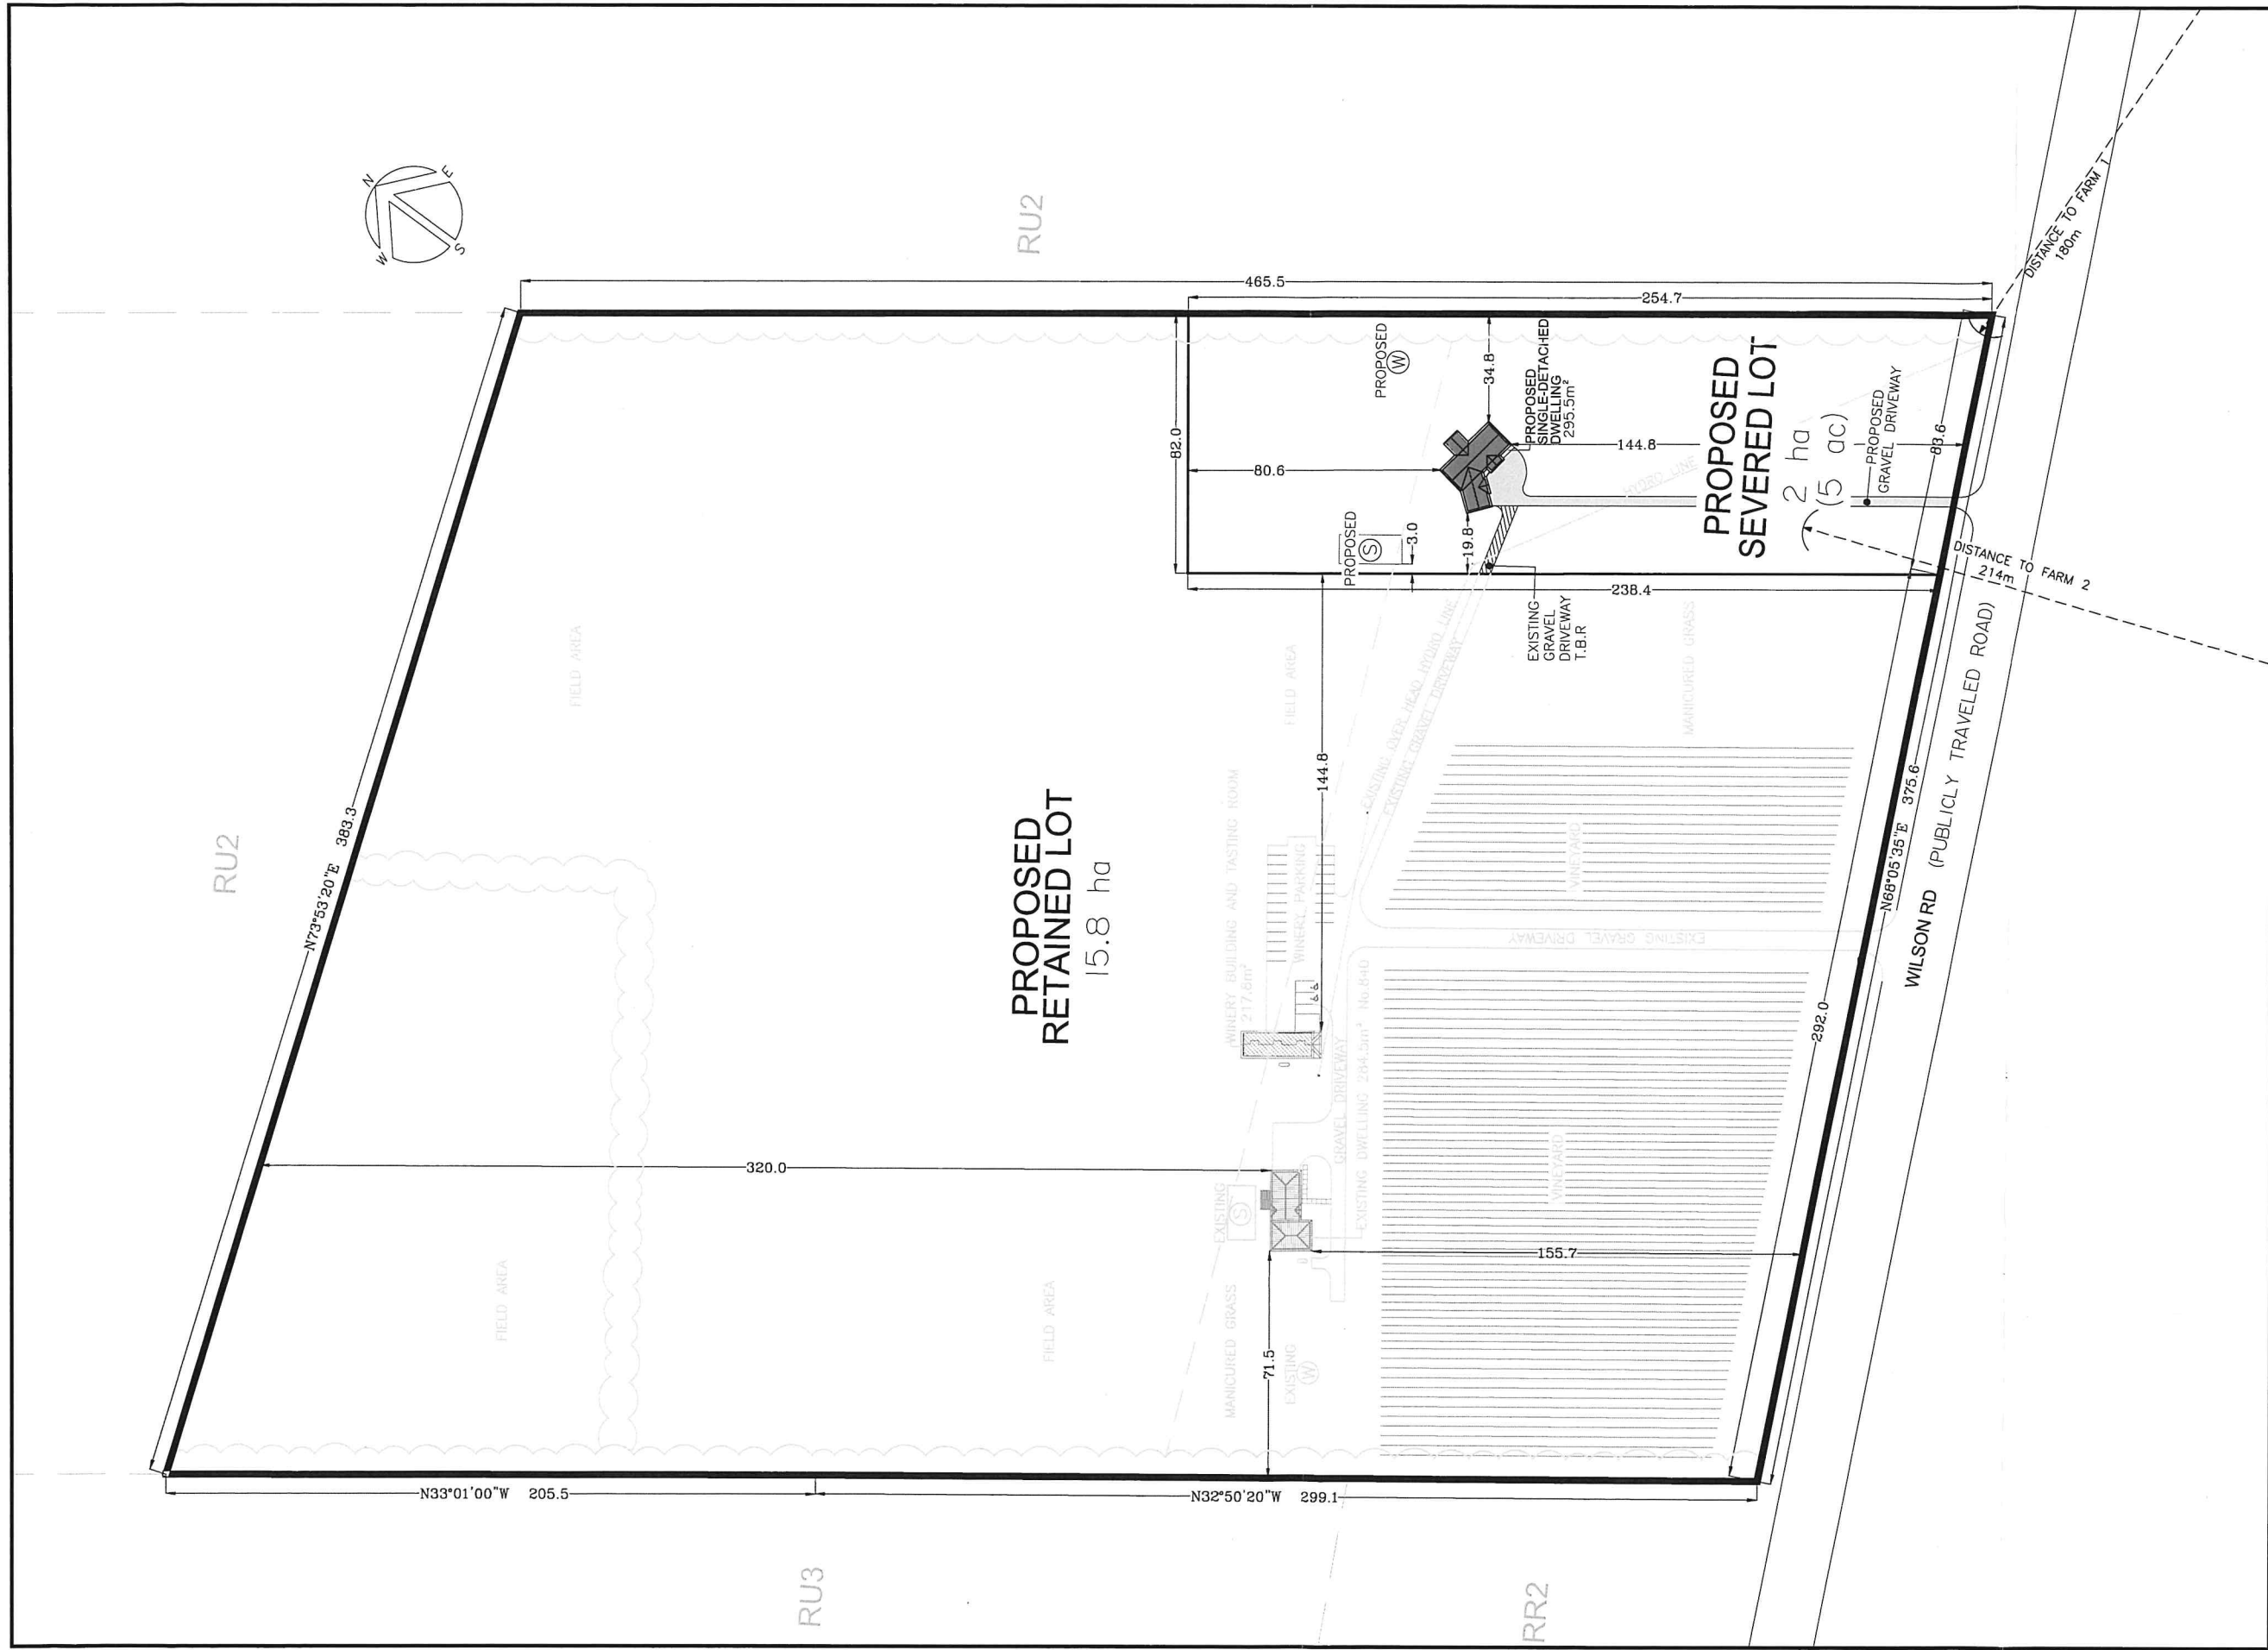 N
E
S
W
RU2
RU2
465.5
254.7
N73°53'20"E 383.3
82.0
PROPOSED
W
34.8
PROPOSED
SINGLE-DETACHED
DWELLING
295.5m²
80.6
144.8
HYDRO LINE
PROPOSED
SEVERED LOT
2 ha
(5 ac)
PROPOSED
GRAVEL DRIVEWAY
83.6
DISTANCE TO FARM 1
180m
PROPOSED
S
3.0
19.8
238.4
EXISTING
GRAVEL
DRIVEWAY
T.B.R
DISTANCE TO FARM 2
214m
FIELD AREA
FIELD AREA
EXISTING OVER HEAD HYDRO LINE
EXISTING GRAVEL DRIVEWAY
MANICURED GRASS
144.8
PROPOSED
RETAINED LOT
15.8 ha
WINERY BUILDING AND TASTING ROOM
217.8m²
WINERY PARKING
VINEYARD
EXISTING GRAVEL DRIVEWAY
N68°05'35"E 375.6
WILSON RD (PUBLICLY TRAVELED ROAD)
292.0
GRAVEL DRIVEWAY
EXISTING DWELLING 284.5m² No.840
320.0
EXISTING
S
VINEYARD
155.7
FIELD AREA
FIELD AREA
MANICURED GRASS
71.5
EXISTING
W
N33°01'00"W 205.5
N32°50'20"W 299.1
RU3
RR2